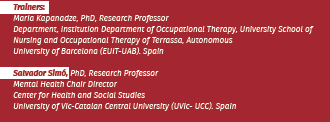 Trainers:
Maria Kapanadze, PhD, Research Professor
Department, Institution Department of Occupational Therapy, University School of
Nursing and Occupational Therapy of Terrassa, Autonomous
University of Barcelona (EUIT-UAB). Spain
Salvador Simó, PhD, Research Professor
Mental Health Chair Director
Center for Health and Social Studies
University of Vic-Catalan Central University (UVic- UCC). Spain